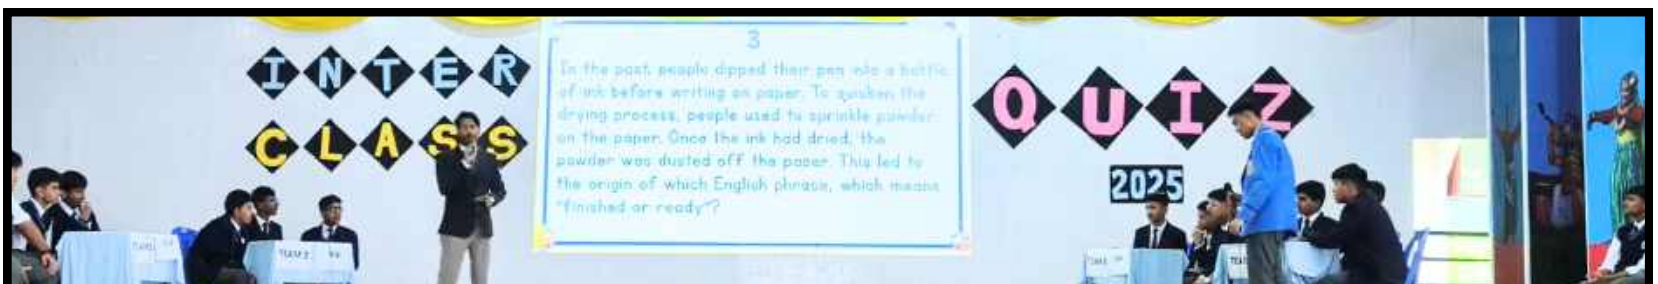 INTER
CLASS
3
In the past, people dipped their pen into a bottle
of ink before writing on paper. To quicken the
drying process, people used to sprinkle powder
on the paper. Once the ink had dried, the
powder was dusted off the paper. This led to
the origin of which English phrase, which means
"finished or ready"?
QUIZ
2025
TEAM 2